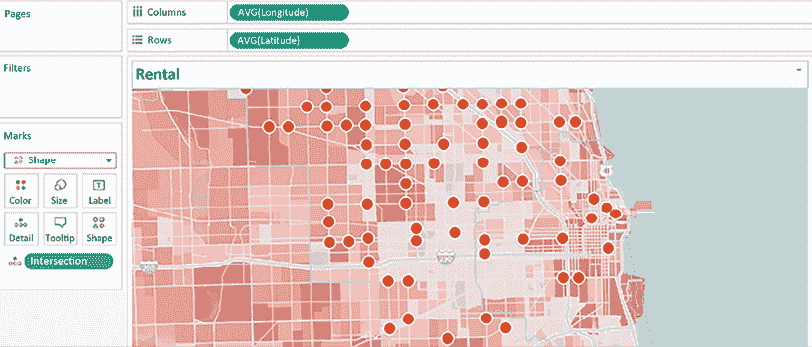 Pages
Columns
AVG(Longitude)
Rows
AVG(Latitude)
Filters
Rental
Marks
Shape
Color
Size
Label
Detail
Tooltip
Shape
Intersection